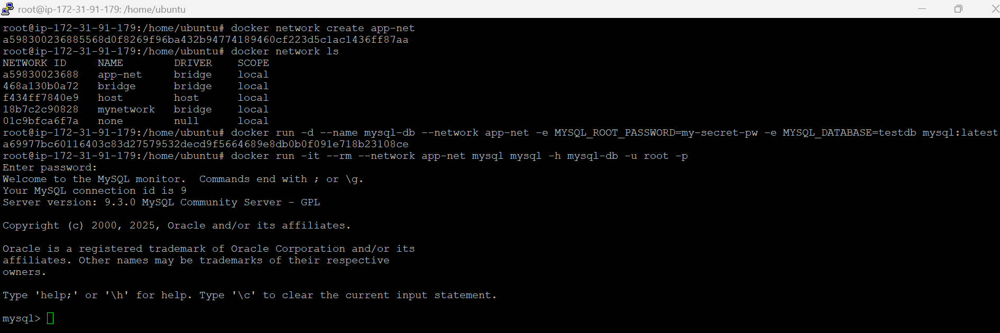 root@ip-172-31-91-179: /home/ubuntu
root@ip-172-31-91-179:/home/ubuntu# docker network create app-net
a598300236885568d0f8269f96ba432b94774189460cf223d5c1ac1436ff87aa
root@ip-172-31-91-179:/home/ubuntu# docker network ls
NETWORK ID     NAME        DRIVER    SCOPE
a59830023688   app-net     bridge    local
468a130b0a72   bridge      bridge    local
f434ff7840e9   host        host      local
18b7c2c90828   mynetwork   bridge    local
01c9bfca6f7a   none        null      local
root@ip-172-31-91-179:/home/ubuntu# docker run -d --name mysql-db --network app-net -e MYSQL_ROOT_PASSWORD=my-secret-pw -e MYSQL_DATABASE=testdb mysql:latest
a69977bc60116403c83d27579532decd9f5664689e8db0b0f091e718b23108ce
root@ip-172-31-91-179:/home/ubuntu# docker run -it --rm --network app-net mysql mysql -h mysql-db -u root -p
Enter password:
Welcome to the MySQL monitor.  Commands end with ; or \g.
Your MySQL connection id is 9
Server version: 9.3.0 MySQL Community Server - GPL
Copyright (c) 2000, 2025, Oracle and/or its affiliates.
Oracle is a registered trademark of Oracle Corporation and/or its
affiliates. Other names may be trademarks of their respective
owners.
Type 'help;' or '\h' for help. Type '\c' to clear the current input statement.
mysql>